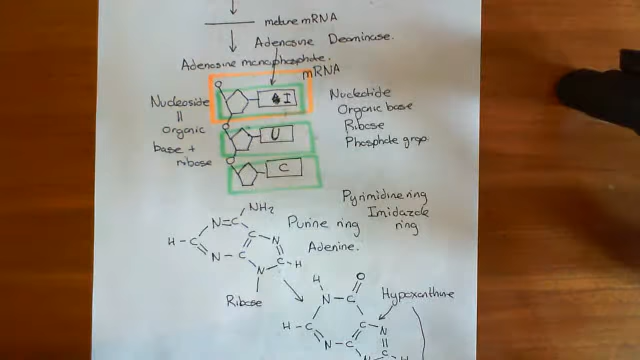 mature mRNA
Adenosine Deaminase.
Adenosine monophosphate.
mRNA
I
U
C
Nucleoside
=
Organic
base +
ribose
Nucleotide
Organic base
Ribose
Phosphate grop
Pyrimidine ring
Imidazole
ring
Purine ring
Adenine.
NH2
N=C
H-C
C
N
N
C
C-H
N
Ribose
H
O
N
C
H-C
C
N
N
C
C
N
H
Hypoxanthine